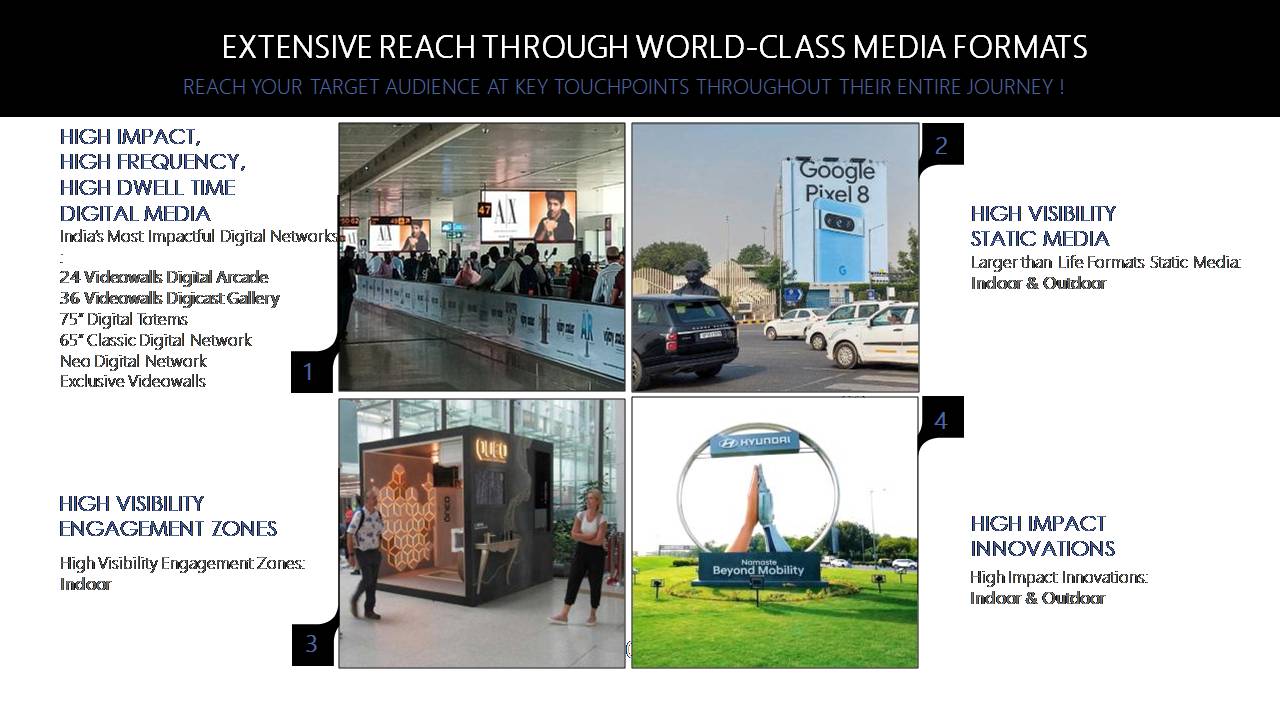 EXTENSIVE REACH THROUGH WORLD-CLASS MEDIA FORMATS
REACH YOUR TARGET AUDIENCE AT KEY TOUCHPOINTS THROUGHOUT THEIR ENTIRE JOURNEY !
HIGH IMPACT,
HIGH FREQUENCY,
HIGH DWELL TIME
DIGITAL MEDIA
India's Most Impactful Digital Networks
:
24 Videowalls Digital Arcade
36 Videowalls Digicast Gallery
75" Digital Totems
65" Classic Digital Network
Neo Digital Network
Exclusive Videowalls
1
47
A|X
A|X
2
Google
Pixel 8
G
HIGH VISIBILITY
STATIC MEDIA
Larger than Life Formats Static Media:
Indoor & Outdoor
HIGH VISIBILITY
ENGAGEMENT ZONES
High Visibility Engagement Zones:
Indoor
3
QUEO
4
HYUNDAI
Namaste
Beyond Mobility
HIGH IMPACT
INNOVATIONS
High Impact Innovations:
Indoor & Outdoor